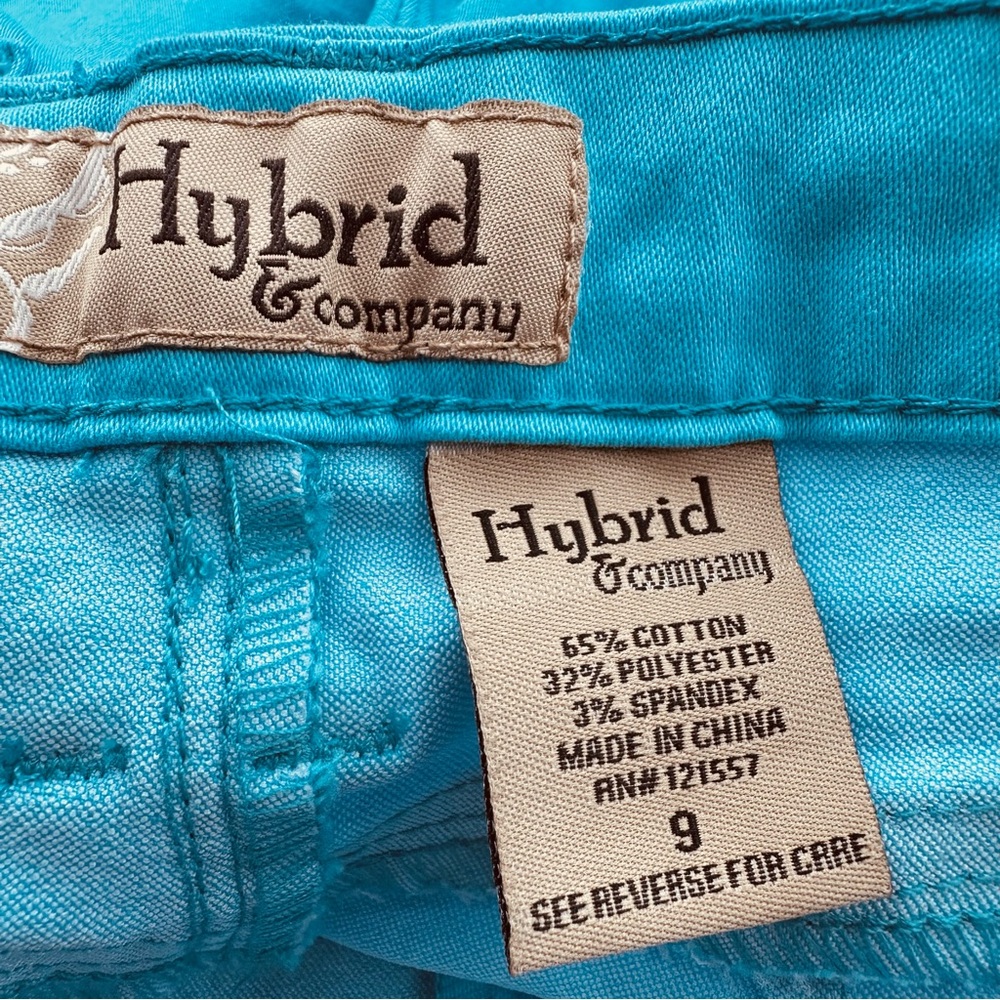 Hybrid
& company
Hybrid
& company
65% COTTON
32% POLYESTER
3% SPANDEX
MADE IN CHINA
RN# 121557
9
SEE REVERSE FOR CARE